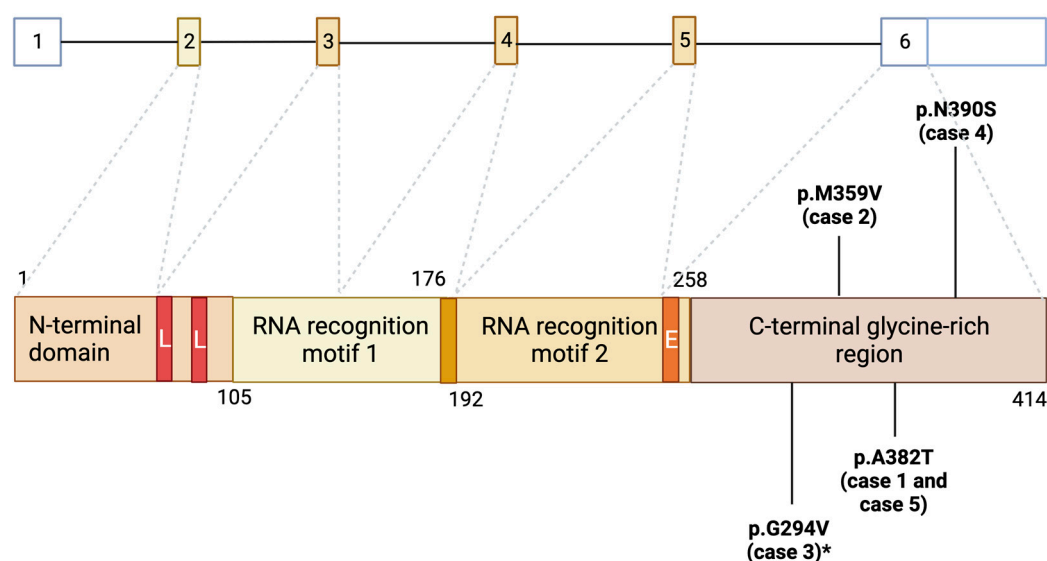 1
2
3
4
5
6
p.N390S
(case 4)
p.M359V
(case 2)
1
176
258
N-terminal
domain
L
L
RNA recognition
motif 1
RNA recognition
motif 2
E
C-terminal glycine-rich
region
105
192
414
p.A382T
(case 1 and
case 5)
p.G294V
(case 3)*